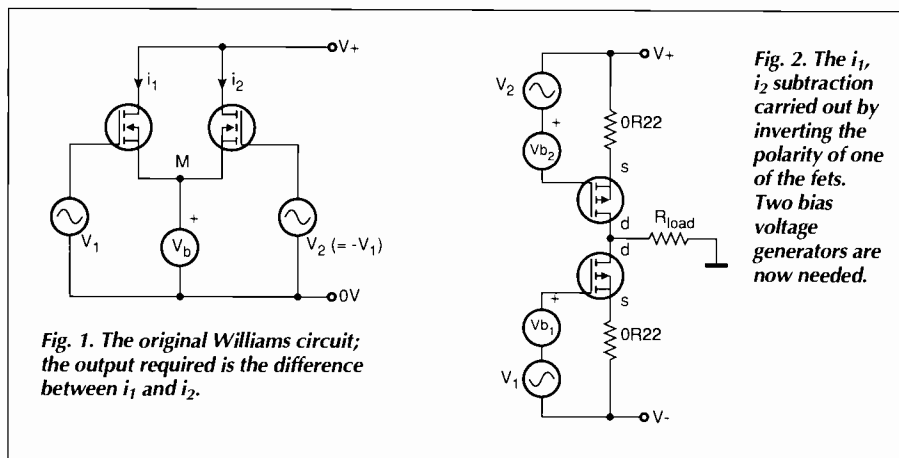 V+
i₁
i₂
M
+
V₁
V_b
V₂ (= -V₁)
0V
Fig. 1. The original Williams circuit;
the output required is the difference
between i₁ and i₂.
V+
V₂
0R22
+
Vb₂
s
d
R_load
d
+
s
Vb₁
0R22
V₁
V-
Fig. 2. The i₁,
i₂ subtraction
carried out by
inverting the
polarity of one
of the fets.
Two bias
voltage
generators are
now needed.